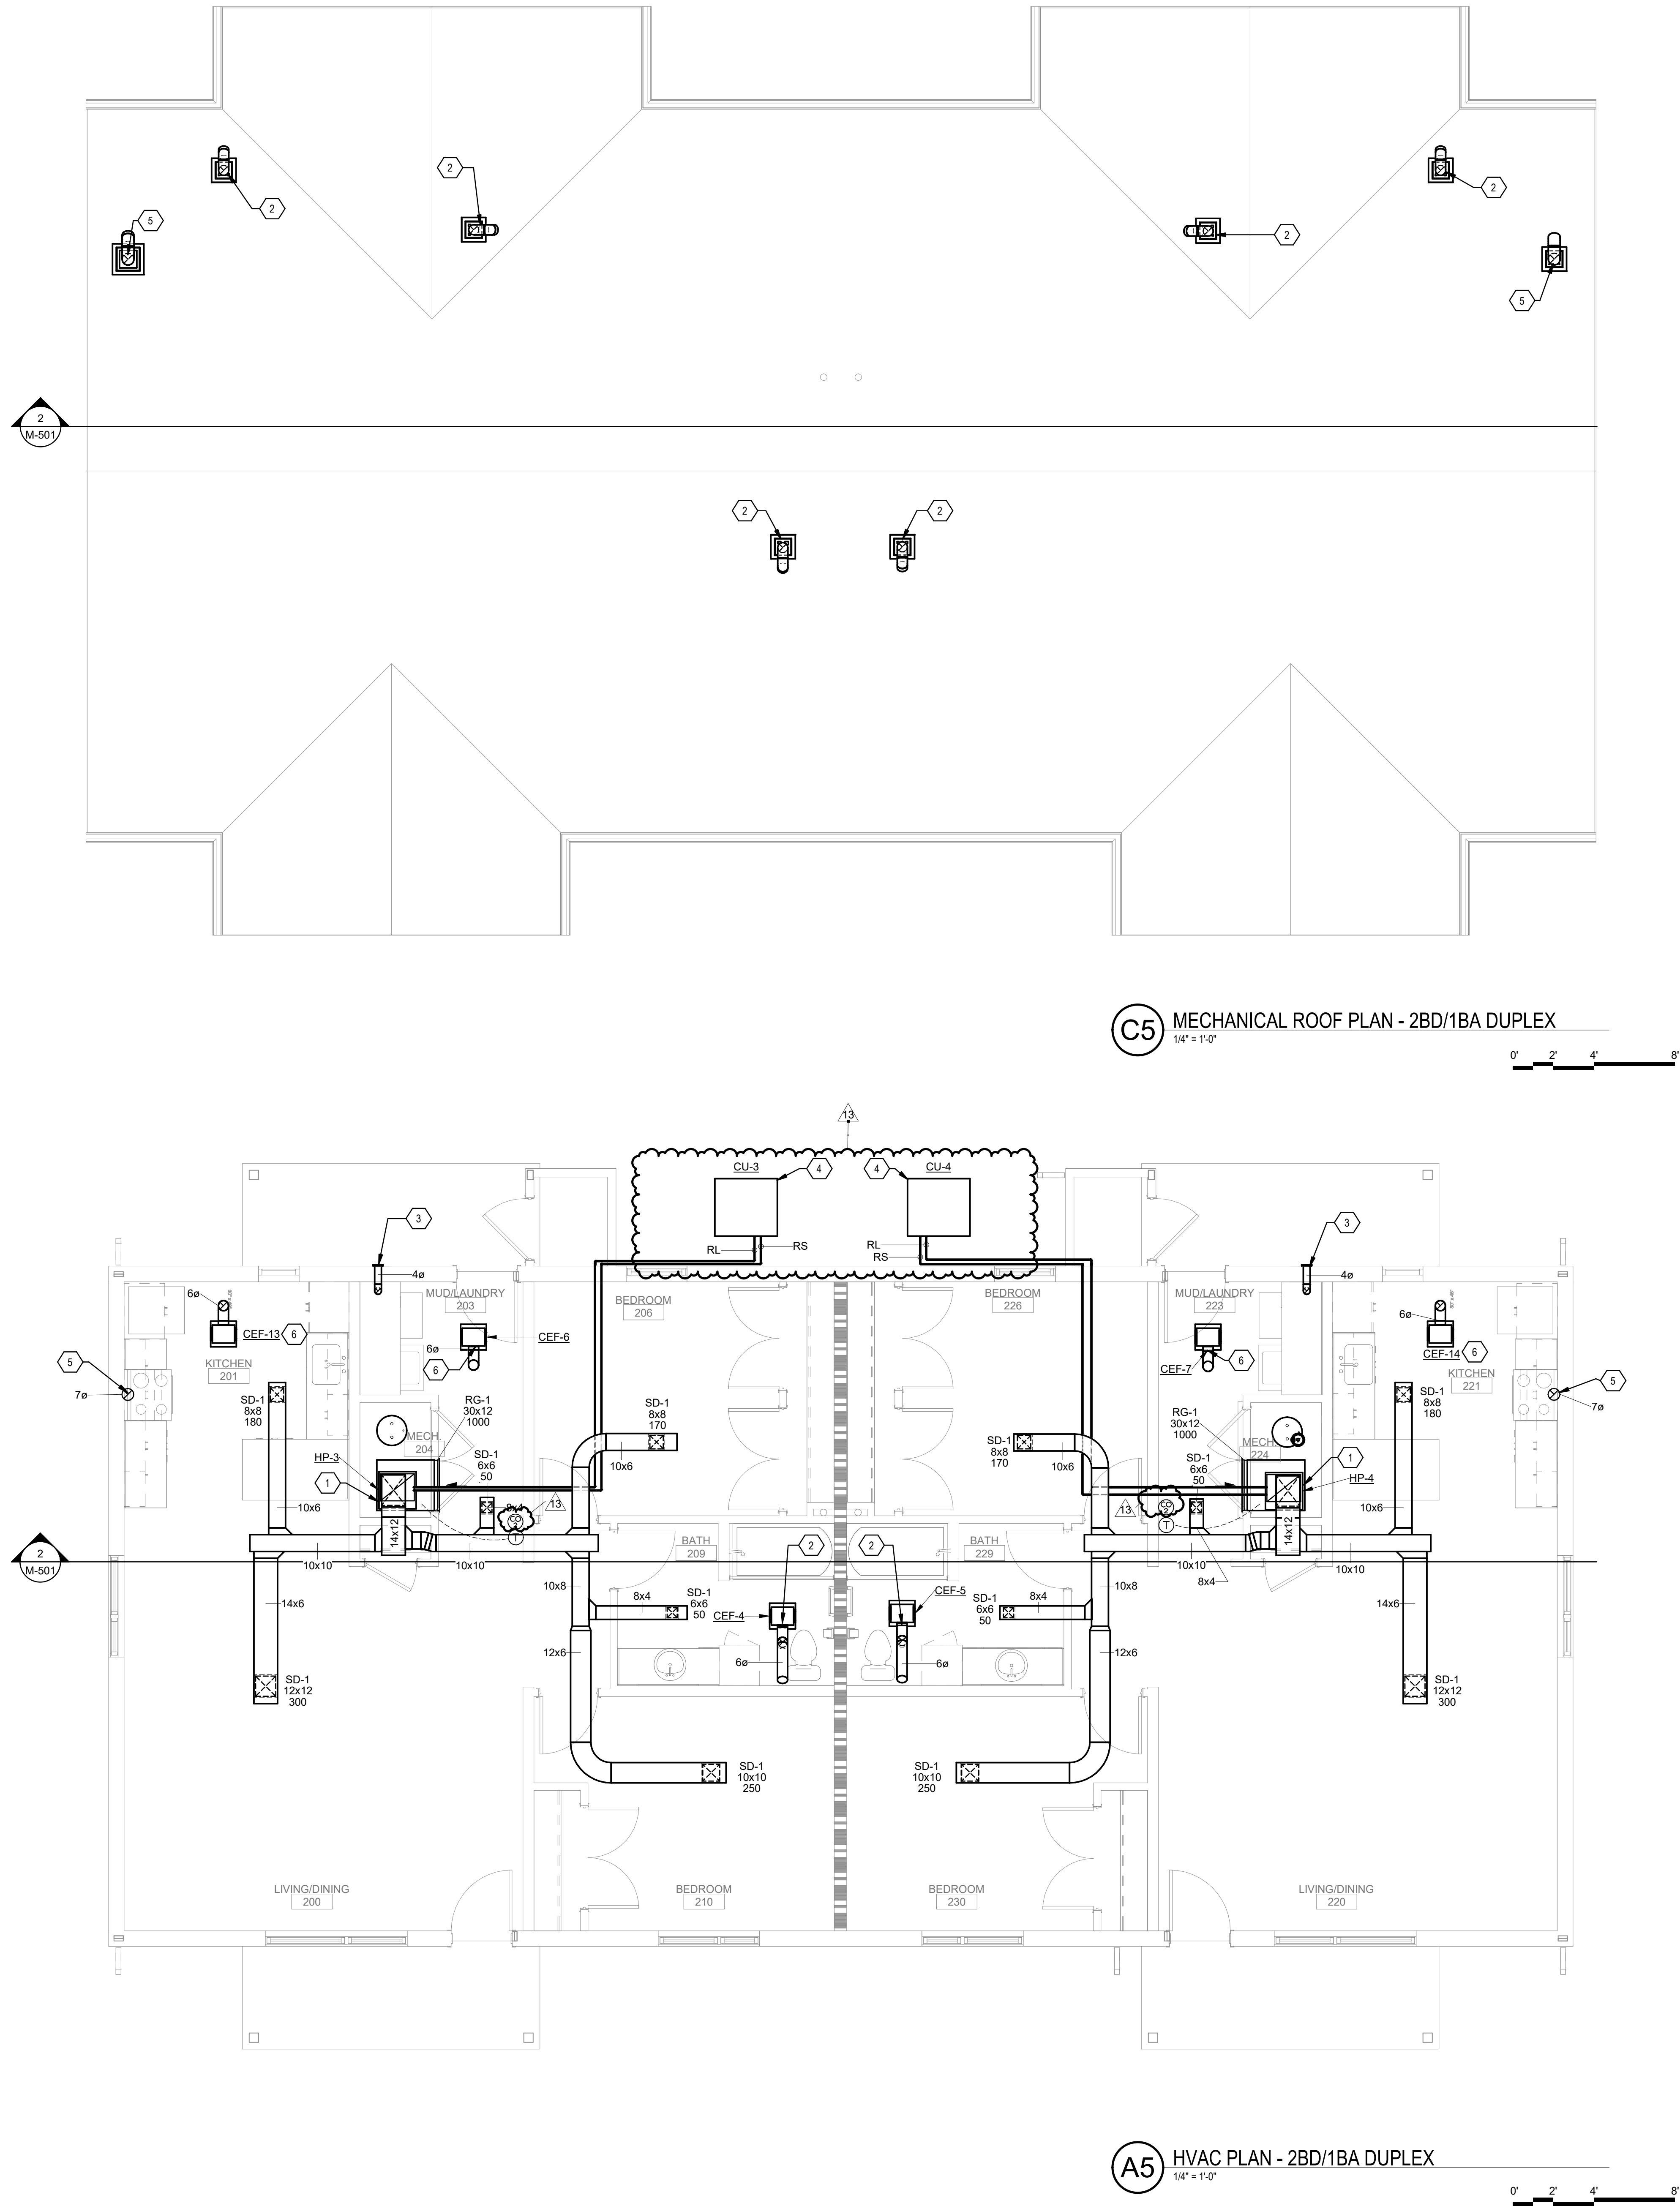 2
2
2
2
5
2
5
2
M-501
2
2
C5
MECHANICAL ROOF PLAN - 2BD/1BA DUPLEX
1/4" = 1'-0"
0' 2' 4' 8'
13
CU-3
4
4
CU-4
3
3
RL
RS
RL
RS
4ø
4ø
MUD/LAUNDRY
203
BEDROOM
206
BEDROOM
226
MUD/LAUNDRY
223
6ø
CEF-13
6
CEF-6
6ø
6
6ø
CEF-14
6
CEF-7
6
5
7ø
KITCHEN
201
KITCHEN
221
5
7ø
SD-1
8x8
180
RG-1
30x12
1000
SD-1
8x8
170
SD-1
8x8
170
RG-1
30x12
1000
SD-1
8x8
180
MECH.
204
MECH.
224
HP-3
1
SD-1
6x6
50
10x6
10x6
SD-1
6x6
50
1
HP-4
10x6
8x4
13
CO
2
T
13
CO
2
T
10x6
14x12
14x12
2
M-501
10x10
10x10
BATH
209
2
2
BATH
229
10x10
8x4
10x10
14x6
10x8
8x4
SD-1
6x6
50
CEF-4
CEF-5
SD-1
6x6
50
8x4
10x8
14x6
12x6
6ø
6ø
12x6
SD-1
12x12
300
SD-1
12x12
300
SD-1
10x10
250
SD-1
10x10
250
LIVING/DINING
200
BEDROOM
210
BEDROOM
230
LIVING/DINING
220
A5
HVAC PLAN - 2BD/1BA DUPLEX
1/4" = 1'-0"
0' 2' 4' 8'